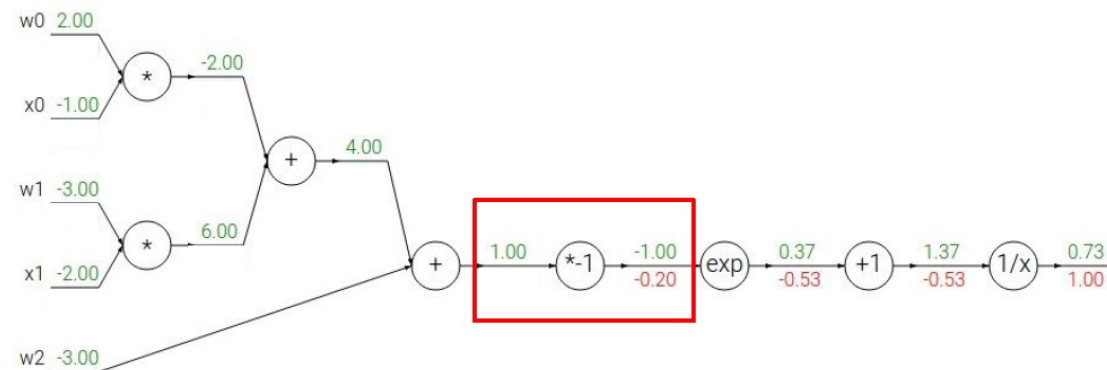 w0 2.00
* -2.00
x0 -1.00
+ 4.00
w1 -3.00
* 6.00
x1 -2.00
+ 1.00 *-1 -1.00 exp 0.37 +1 1.37 1/x 0.73
-0.20 -0.53 -0.53 1.00
w2 -3.00